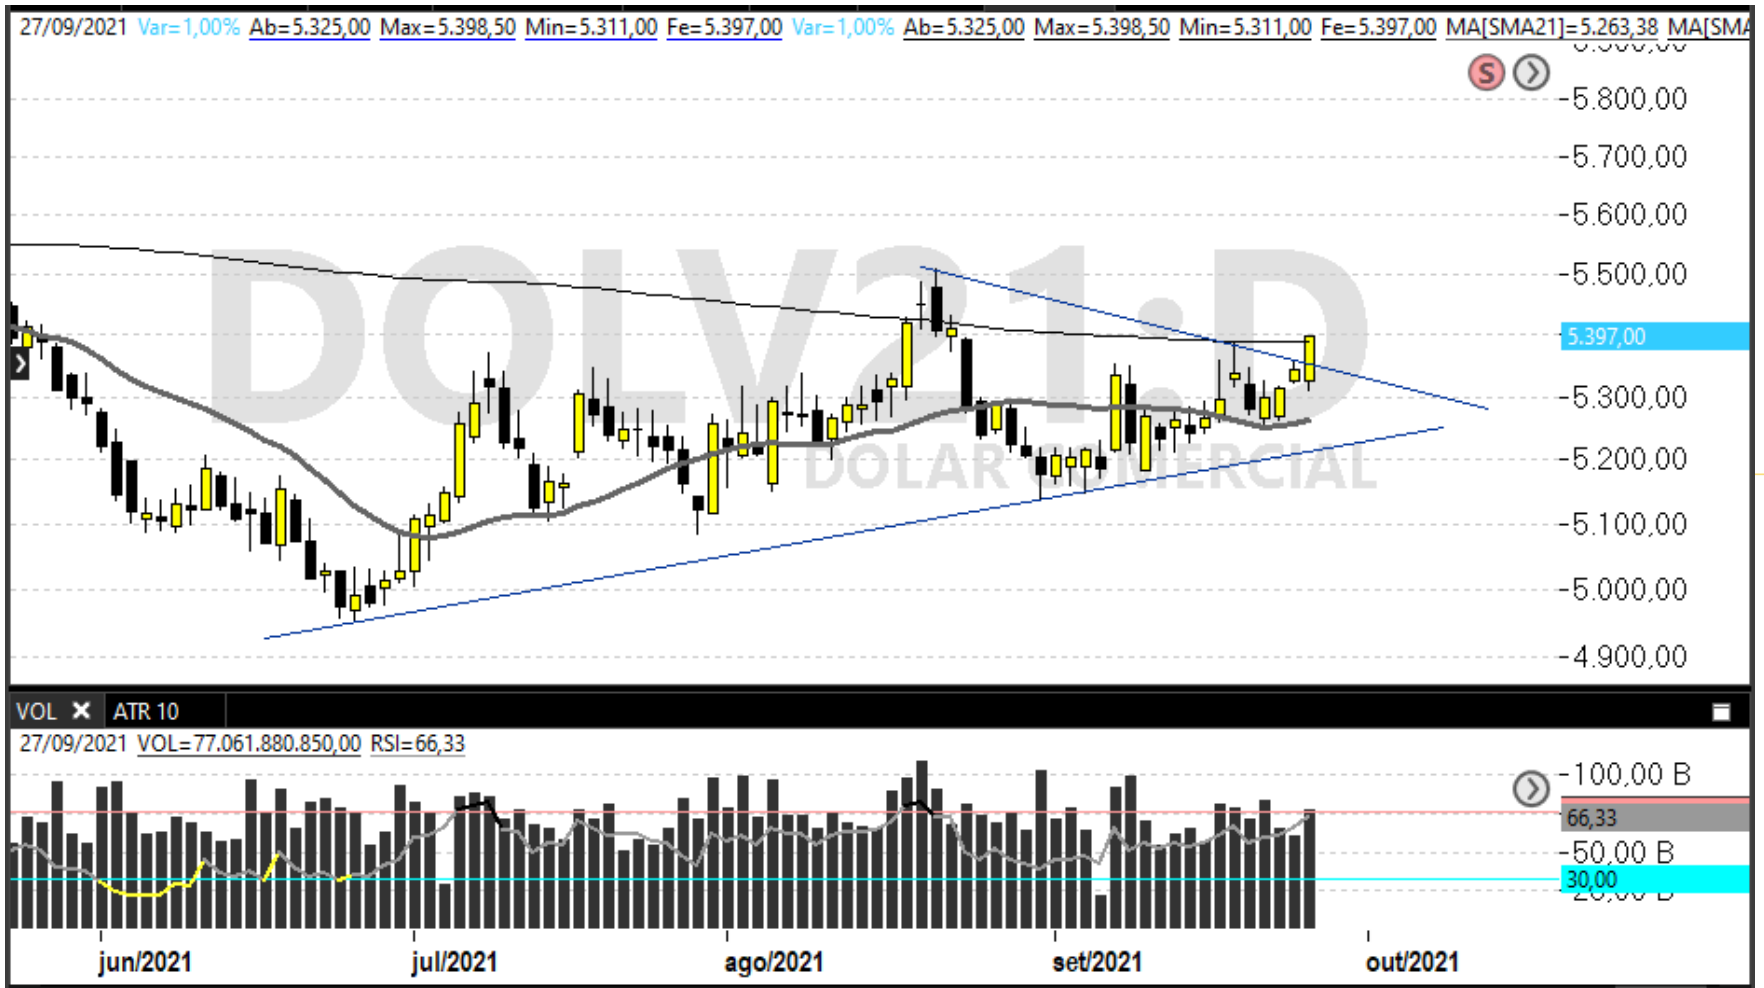 27/09/2021 Var=1,00% Ab=5.325,00 Max=5.398,50 Min=5.311,00 Fe=5.397,00 Var=1,00% Ab=5.325,00 Max=5.398,50 Min=5.311,00 Fe=5.397,00 MA[SMA21]=5.263,38 MA[SMA
S
5.800,00
5.700,00
5.600,00
5.500,00
5.397,00
5.300,00
5.200,00
5.100,00
5.000,00
4.900,00
DOLV21:D
DOLAR COMERCIAL
VOL ATR 10
27/09/2021 VOL=77.061.880.850,00 RSI=66,33
100,00 B
66,33
50,00 B
30,00
jun/2021 jul/2021 ago/2021 set/2021 out/2021